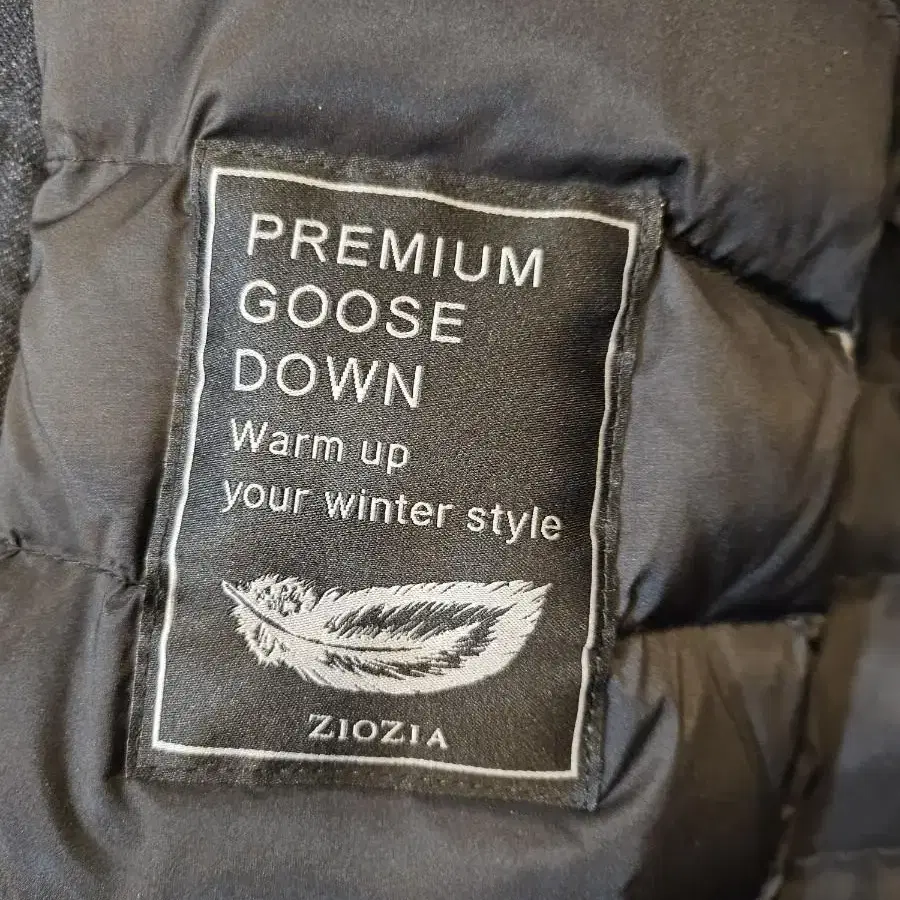 PREMIUM
GOOSE
DOWN
Warm up
your winter style
ZIOZIA